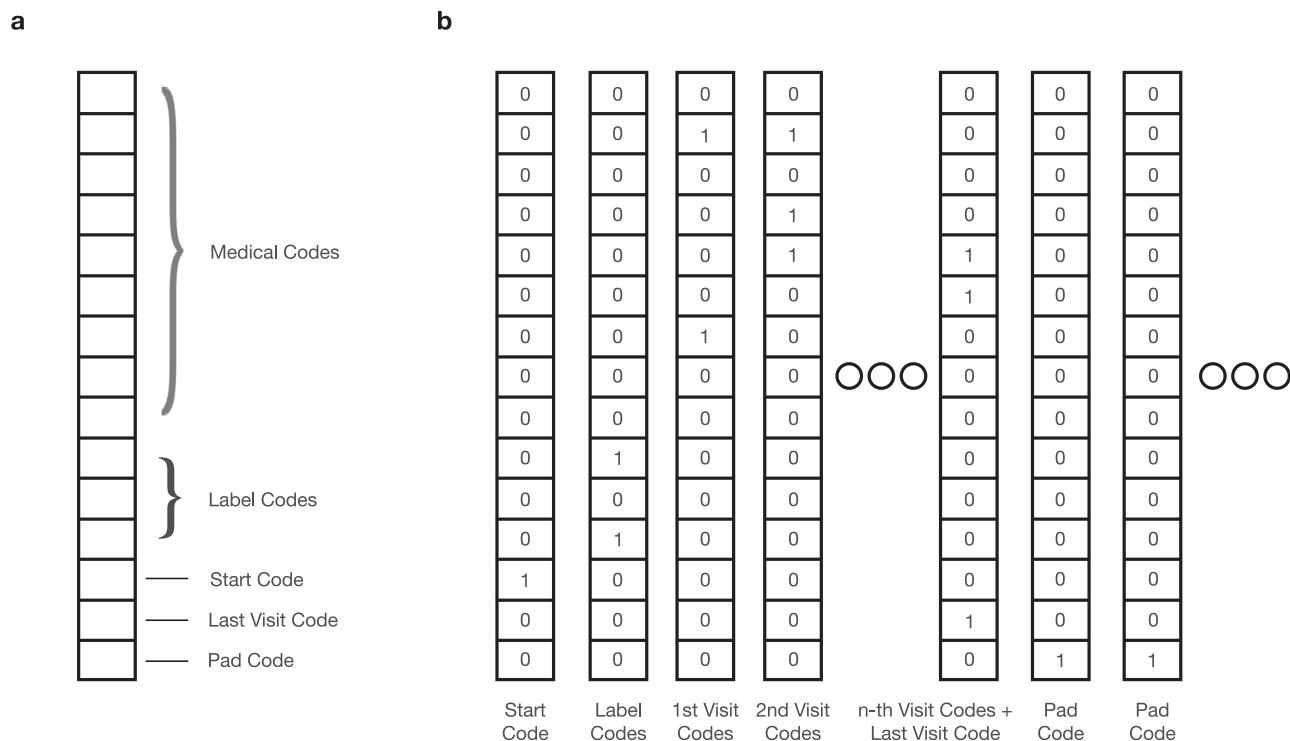 a
b
Medical Codes
Label Codes
Start Code
Last Visit Code
Pad Code
0 0 0 0 0 0 0
0 0 1 1 0 0 0
0 0 0 0 0 0 0
0 0 0 1 0 0 0
0 0 0 1 1 0 0
0 0 0 0 1 0 0
0 0 1 0 0 0 0
0 0 0 0 0 0 0
0 0 0 0 0 0 0
0 1 0 0 0 0 0
0 0 0 0 0 0 0
0 1 0 0 0 0 0
1 0 0 0 0 0 0
0 0 0 0 1 0 0
0 0 0 0 0 1 1
Start Code
Label Codes
1st Visit Codes
2nd Visit Codes
n-th Visit Codes +
Last Visit Code
Pad Code
Pad Code